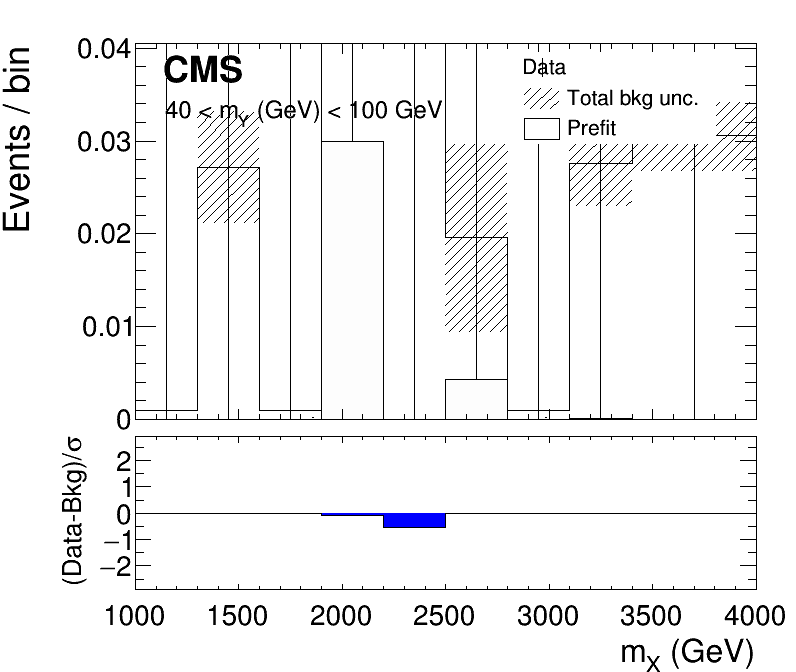 Events / bin
0.04
0.03
0.02
0.01
0
CMS
40 < m_Y (GeV) < 100 GeV
Data
Total bkg unc.
Prefit
(Data-Bkg)/σ
2
1
0
−1
−2
1000 1500 2000 2500 3000 3500 4000
m_X (GeV)